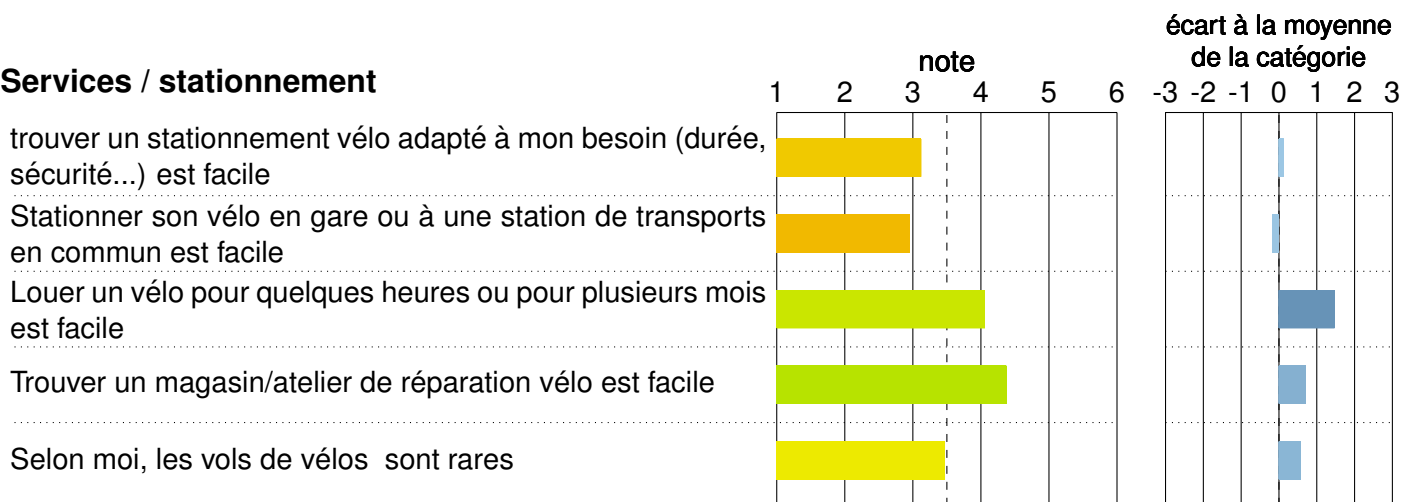 écart à la moyenne
de la catégorie
note
Services / stationnement
1 2 3 4 5 6
-3 -2 -1 0 1 2 3
trouver un stationnement vélo adapté à mon besoin (durée,
sécurité...) est facile
Stationner son vélo en gare ou à une station de transports
en commun est facile
Louer un vélo pour quelques heures ou pour plusieurs mois
est facile
Trouver un magasin/atelier de réparation vélo est facile
Selon moi, les vols de vélos  sont rares